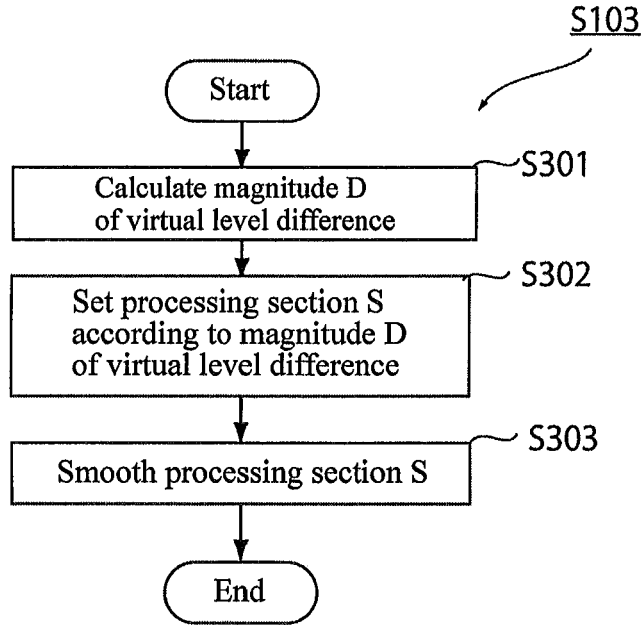 S103
Start
S301
Calculate magnitude D
of virtual level difference
S302
Set processing section S
according to magnitude D
of virtual level difference
S303
Smooth processing section S
End